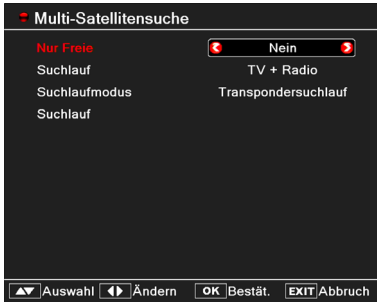 Multi-Satellitensuche
Nur Freie Nein
Suchlauf TV + Radio
Suchlaufmodus Transpondersuchlauf
Suchlauf
Auswahl Ändern OK Bestät. EXIT Abbruch